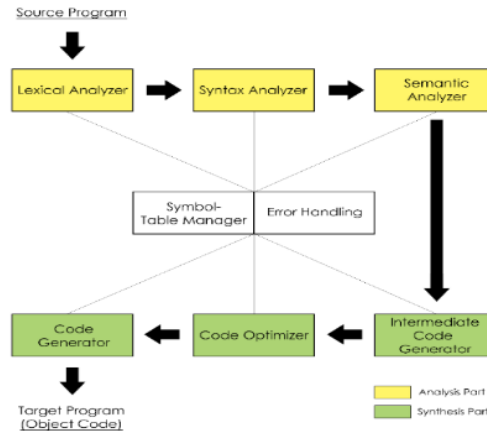 Source Program
Lexical Analyzer
Syntax Analyzer
Semantic
Analyzer
Symbol-
Table Manager
Error Handling
Code
Generator
Code Optimizer
Intermediate
Code
Generator
Target Program
(Object Code)
Analysis Part
Synthesis Part